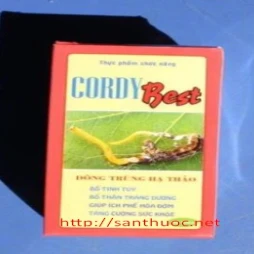 Thực phẩm chức năng
CORDY Best
ĐÔNG TRÙNG HẠ THẢO
BỔ TINH TỦY
BỔ THẬN TRÁNG DƯƠNG
GIÚP ÍCH PHẾ HÓA ĐỜM
TĂNG CƯỜNG SỨC KHỎE
http://santhuoc.net